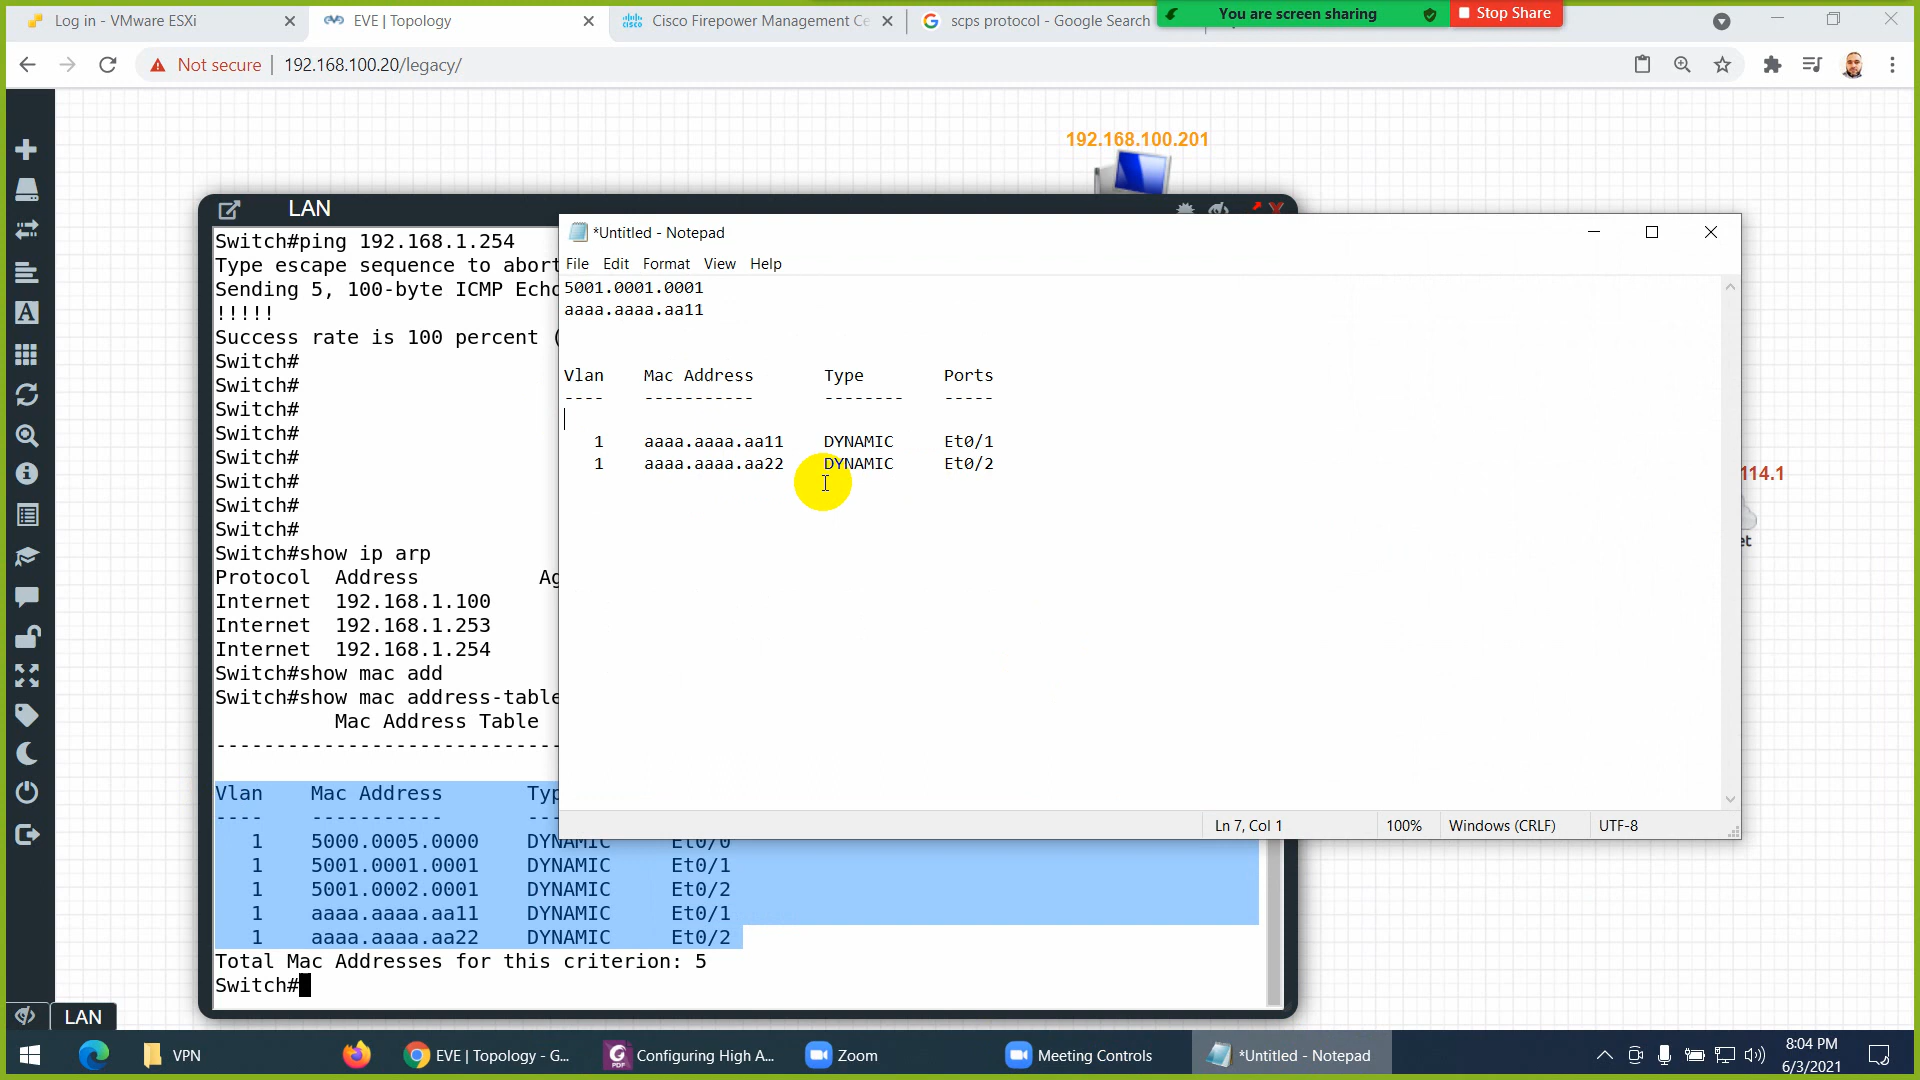 Log in - VMware ESXi
EVE | Topology
Cisco Firepower Management Ce
scps protocol - Google Search
You are screen sharing
Stop Share
Not secure
192.168.100.20/legacy/
192.168.100.201
LAN
Switch#ping 192.168.1.254
Type escape sequence to abort
Sending 5, 100-byte ICMP Echo
!!!!!
Success rate is 100 percent (
Switch#
Switch#
Switch#
Switch#
Switch#
Switch#
Switch#
Switch#
Switch#show ip arp
Protocol  Address         Ag
Internet  192.168.1.100
Internet  192.168.1.253
Internet  192.168.1.254
Switch#show mac add
Switch#show mac address-table
Mac Address Table
-----------------------------
Vlan    Mac Address       Typ
----    -----------       --
1    5000.0005.0000    DYNAMIC     Et0/0
1    5001.0001.0001    DYNAMIC     Et0/1
1    5001.0002.0001    DYNAMIC     Et0/2
1    aaaa.aaaa.aa11    DYNAMIC     Et0/1
1    aaaa.aaaa.aa22    DYNAMIC     Et0/2
Total Mac Addresses for this criterion: 5
Switch#
*Untitled - Notepad
File Edit Format View Help
5001.0001.0001
aaaa.aaaa.aa11
Vlan    Mac Address       Type        Ports
----    -----------       --------    -----
1    aaaa.aaaa.aa11    DYNAMIC     Et0/1
1    aaaa.aaaa.aa22    DYNAMIC     Et0/2
Ln 7, Col 1
100%
Windows (CRLF)
UTF-8
114.1
et
LAN
VPN
EVE | Topology - G...
Configuring High A...
Zoom
Meeting Controls
*Untitled - Notepad
8:04 PM
6/3/2021